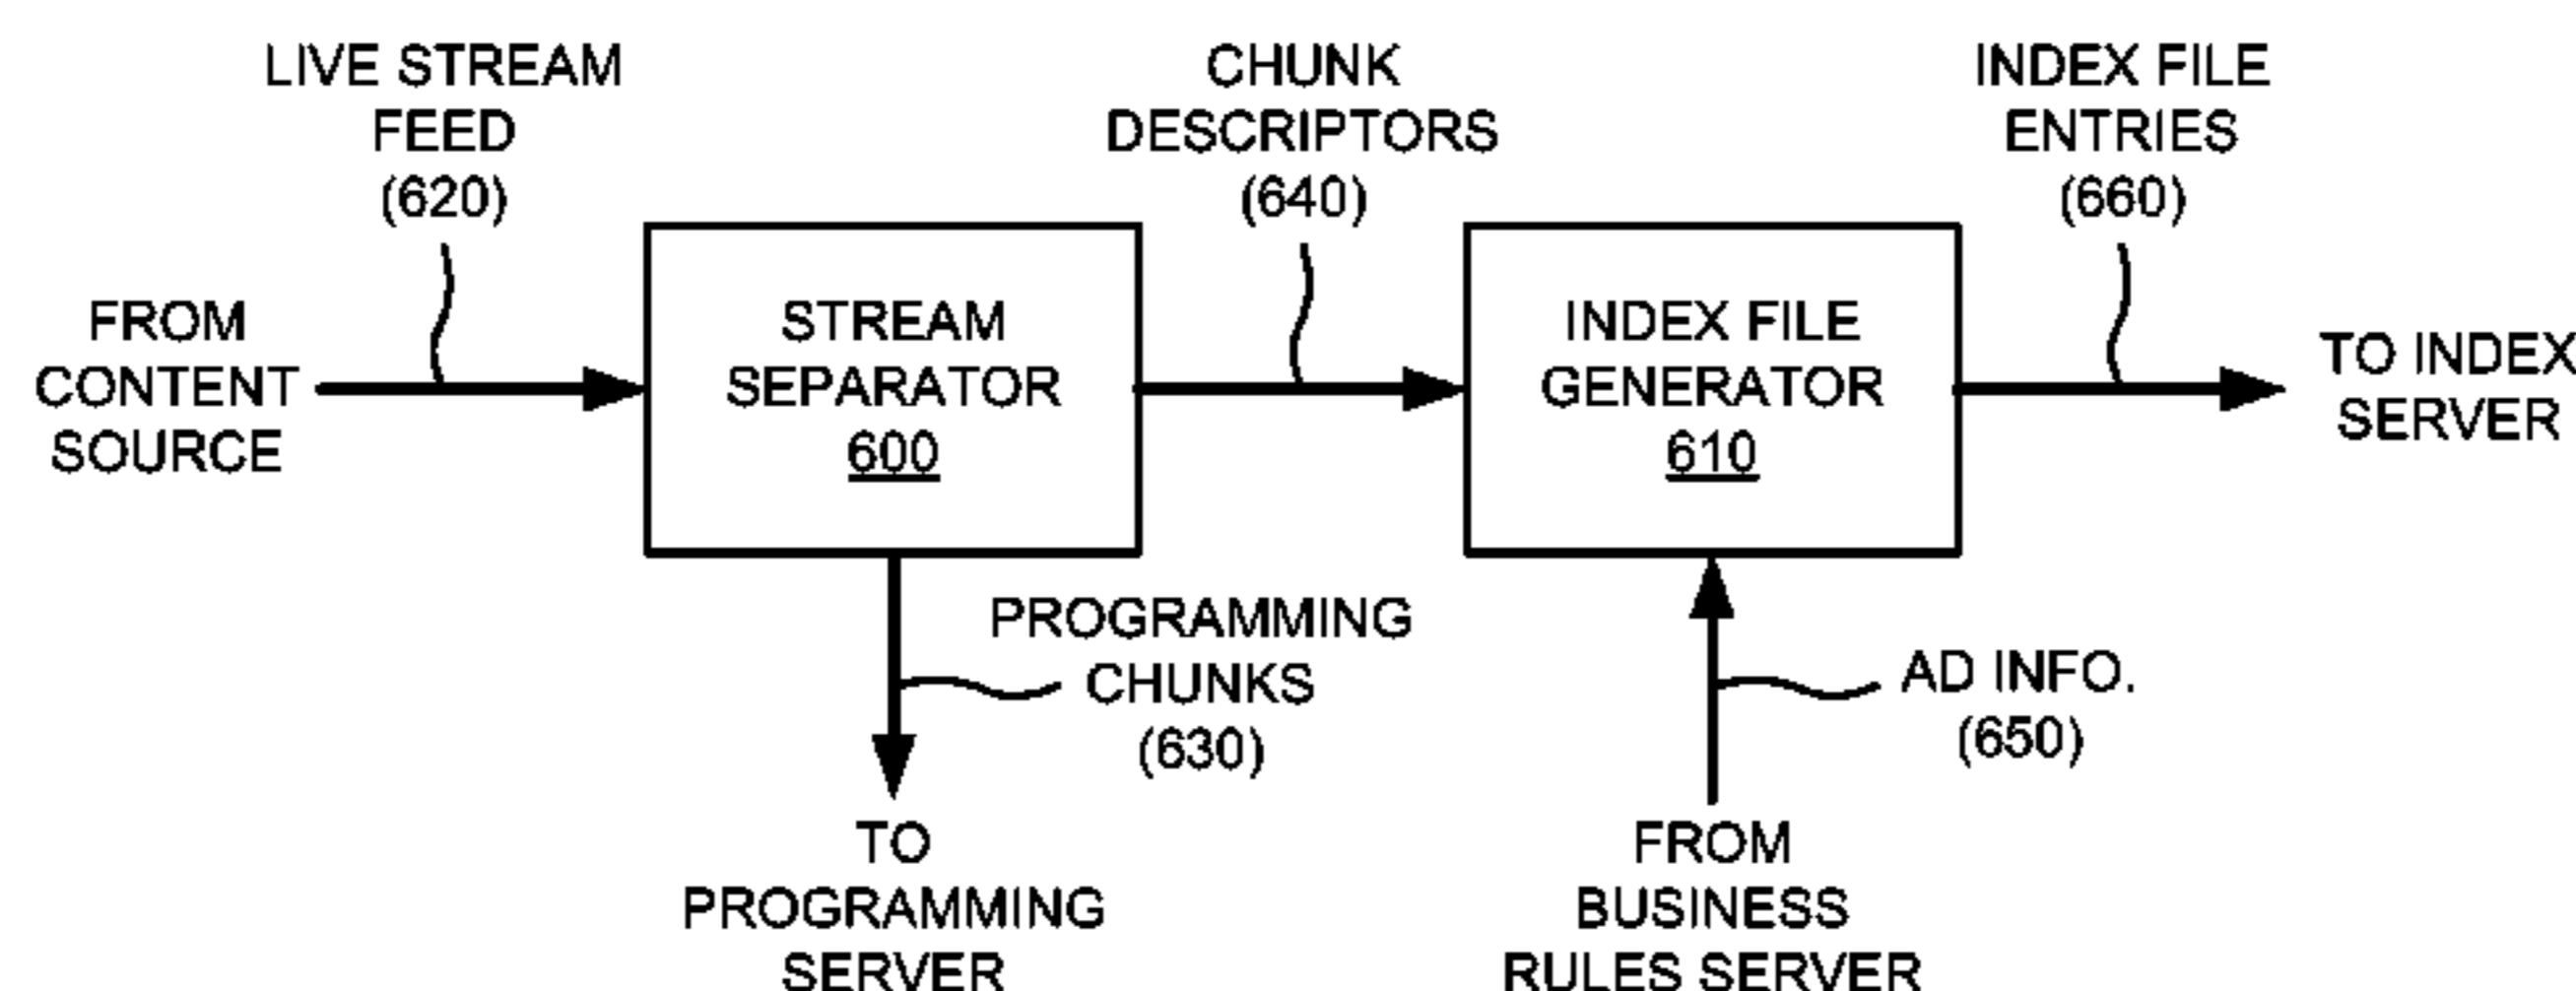 LIVE STREAM
FEED
(620)
CHUNK
DESCRIPTORS
(640)
INDEX FILE
ENTRIES
(660)
FROM
CONTENT
SOURCE
STREAM
SEPARATOR
600
INDEX FILE
GENERATOR
610
TO INDEX
SERVER
PROGRAMMING
CHUNKS
(630)
AD INFO.
(650)
TO
PROGRAMMING
SERVER
FROM
BUSINESS
RULES SERVER